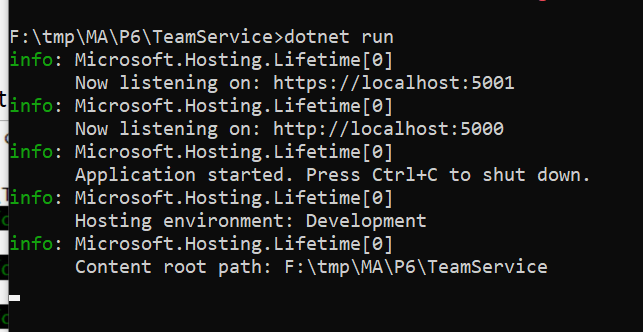 F:\tmp\MA\P6\TeamService>dotnet run
info: Microsoft.Hosting.Lifetime[0]
      Now listening on: https://localhost:5001
info: Microsoft.Hosting.Lifetime[0]
      Now listening on: http://localhost:5000
info: Microsoft.Hosting.Lifetime[0]
      Application started. Press Ctrl+C to shut down.
info: Microsoft.Hosting.Lifetime[0]
      Hosting environment: Development
info: Microsoft.Hosting.Lifetime[0]
      Content root path: F:\tmp\MA\P6\TeamService